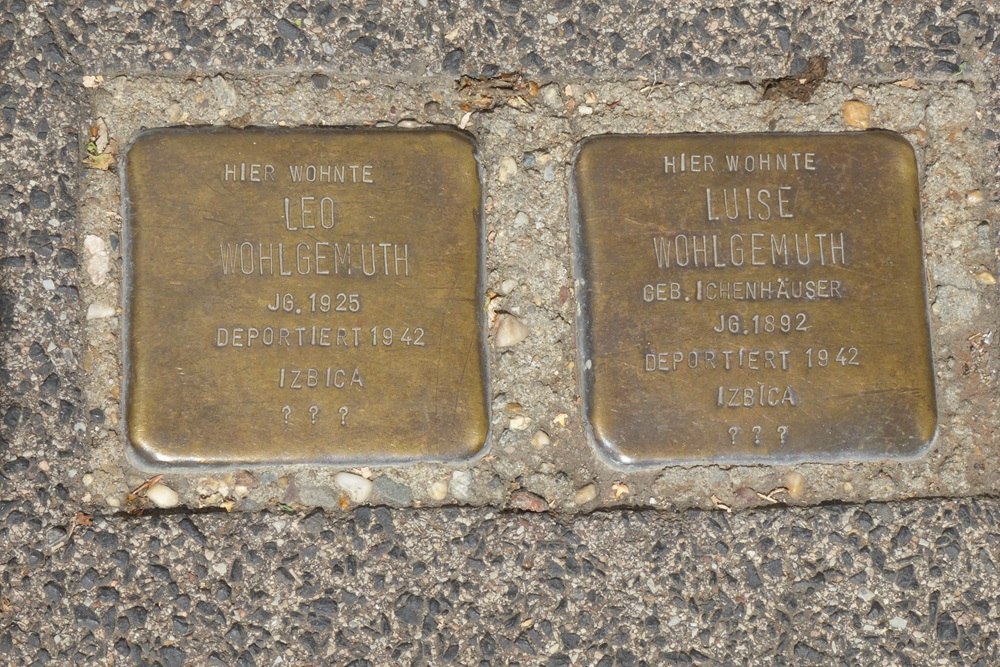 HIER WOHNTE
LEO
WOHLGEMUTH
JG. 1925
DEPORTIERT 1942
IZBICA
? ? ?
HIER WOHNTE
LUISE
WOHLGEMUTH
GEB. ICHENHÄUSER
JG. 1892
DEPORTIERT 1942
IZBICA
? ? ?